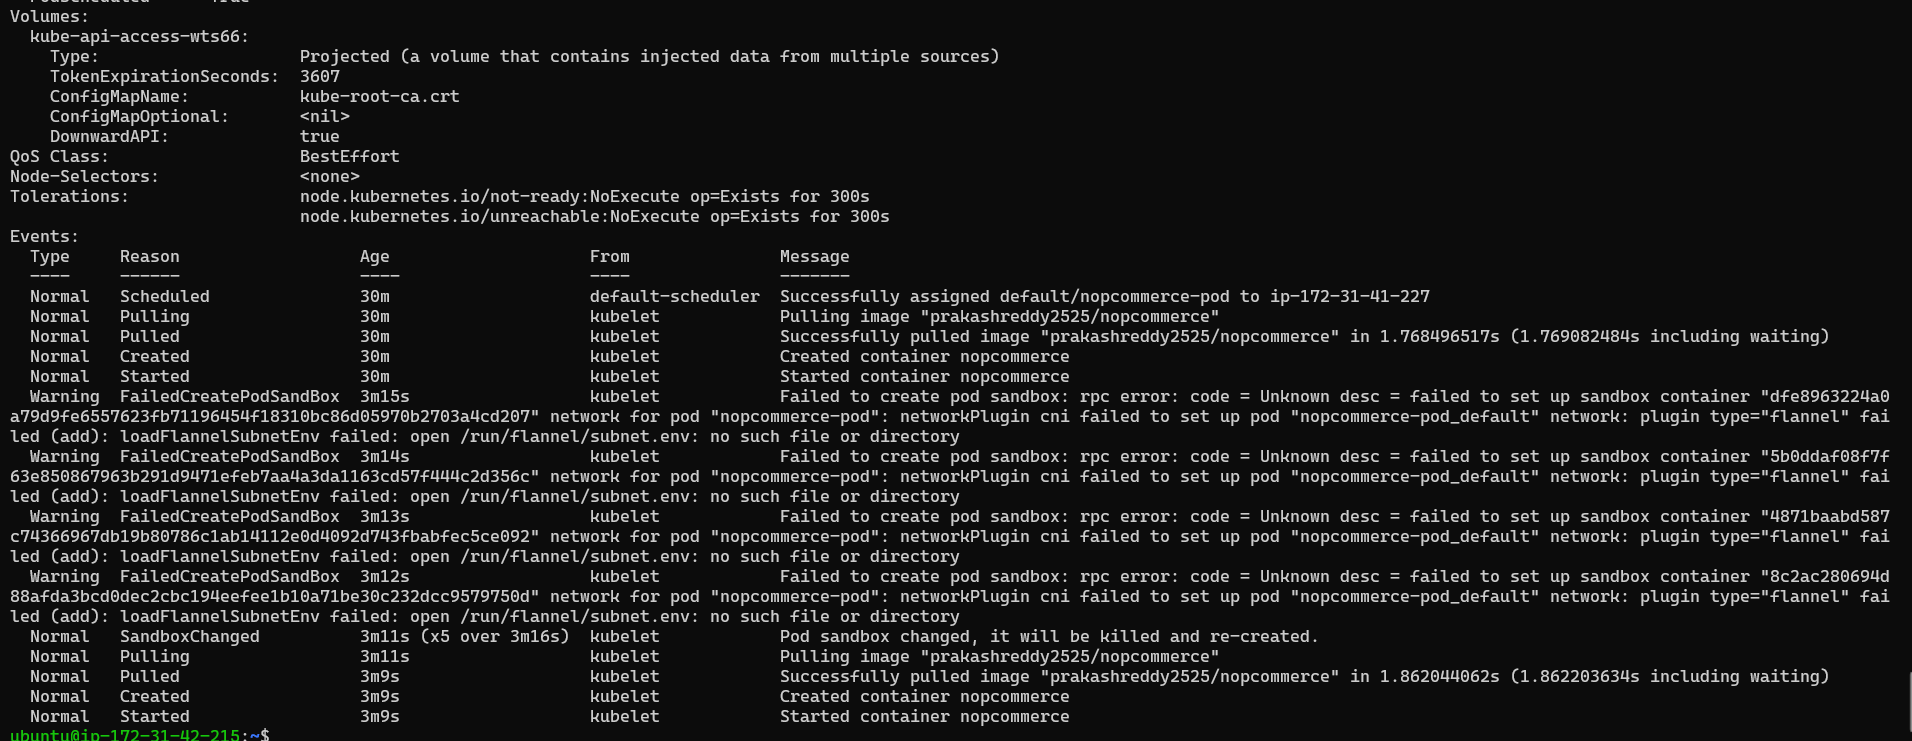 Volumes:
  kube-api-access-wts66:
    Type:                    Projected (a volume that contains injected data from multiple sources)
    TokenExpirationSeconds:  3607
    ConfigMapName:           kube-root-ca.crt
    ConfigMapOptional:       <nil>
    DownwardAPI:             true
QoS Class:                   BestEffort
Node-Selectors:              <none>
Tolerations:                 node.kubernetes.io/not-ready:NoExecute op=Exists for 300s
                             node.kubernetes.io/unreachable:NoExecute op=Exists for 300s
Events:
  Type     Reason                  Age                    From               Message
  ----     ------                  ----                   ----               -------
  Normal   Scheduled               30m                    default-scheduler  Successfully assigned default/nopcommerce-pod to ip-172-31-41-227
  Normal   Pulling                 30m                    kubelet            Pulling image "prakashreddy2525/nopcommerce"
  Normal   Pulled                  30m                    kubelet            Successfully pulled image "prakashreddy2525/nopcommerce" in 1.768496517s (1.769082484s including waiting)
  Normal   Created                 30m                    kubelet            Created container nopcommerce
  Normal   Started                 30m                    kubelet            Started container nopcommerce
  Warning  FailedCreatePodSandBox  3m15s                  kubelet            Failed to create pod sandbox: rpc error: code = Unknown desc = failed to set up sandbox container "dfe8963224a0
a79d9fe6557623fb71196454f18310bc86d05970b2703a4cd207" network for pod "nopcommerce-pod": networkPlugin cni failed to set up pod "nopcommerce-pod_default" network: plugin type="flannel" fai
led (add): loadFlannelSubnetEnv failed: open /run/flannel/subnet.env: no such file or directory
  Warning  FailedCreatePodSandBox  3m14s                  kubelet            Failed to create pod sandbox: rpc error: code = Unknown desc = failed to set up sandbox container "5b0ddaf08f7f
63e850867963b291d9471efeb7aa4a3da1163cd57f444c2d356c" network for pod "nopcommerce-pod": networkPlugin cni failed to set up pod "nopcommerce-pod_default" network: plugin type="flannel" fai
led (add): loadFlannelSubnetEnv failed: open /run/flannel/subnet.env: no such file or directory
  Warning  FailedCreatePodSandBox  3m13s                  kubelet            Failed to create pod sandbox: rpc error: code = Unknown desc = failed to set up sandbox container "4871baabd587
c74366967db19b80786c1ab14112e0d4092d743fbabfec5ce092" network for pod "nopcommerce-pod": networkPlugin cni failed to set up pod "nopcommerce-pod_default" network: plugin type="flannel" fai
led (add): loadFlannelSubnetEnv failed: open /run/flannel/subnet.env: no such file or directory
  Warning  FailedCreatePodSandBox  3m12s                  kubelet            Failed to create pod sandbox: rpc error: code = Unknown desc = failed to set up sandbox container "8c2ac280694d
88afda3bcd0dec2cbc194eefee1b10a71be30c232dcc9579750d" network for pod "nopcommerce-pod": networkPlugin cni failed to set up pod "nopcommerce-pod_default" network: plugin type="flannel" fai
led (add): loadFlannelSubnetEnv failed: open /run/flannel/subnet.env: no such file or directory
  Normal   SandboxChanged          3m11s (x5 over 3m16s)  kubelet            Pod sandbox changed, it will be killed and re-created.
  Normal   Pulling                 3m11s                  kubelet            Pulling image "prakashreddy2525/nopcommerce"
  Normal   Pulled                  3m9s                   kubelet            Successfully pulled image "prakashreddy2525/nopcommerce" in 1.862044062s (1.862203634s including waiting)
  Normal   Created                 3m9s                   kubelet            Created container nopcommerce
  Normal   Started                 3m9s                   kubelet            Started container nopcommerce
ubuntu@ip-172-31-42-215:~$